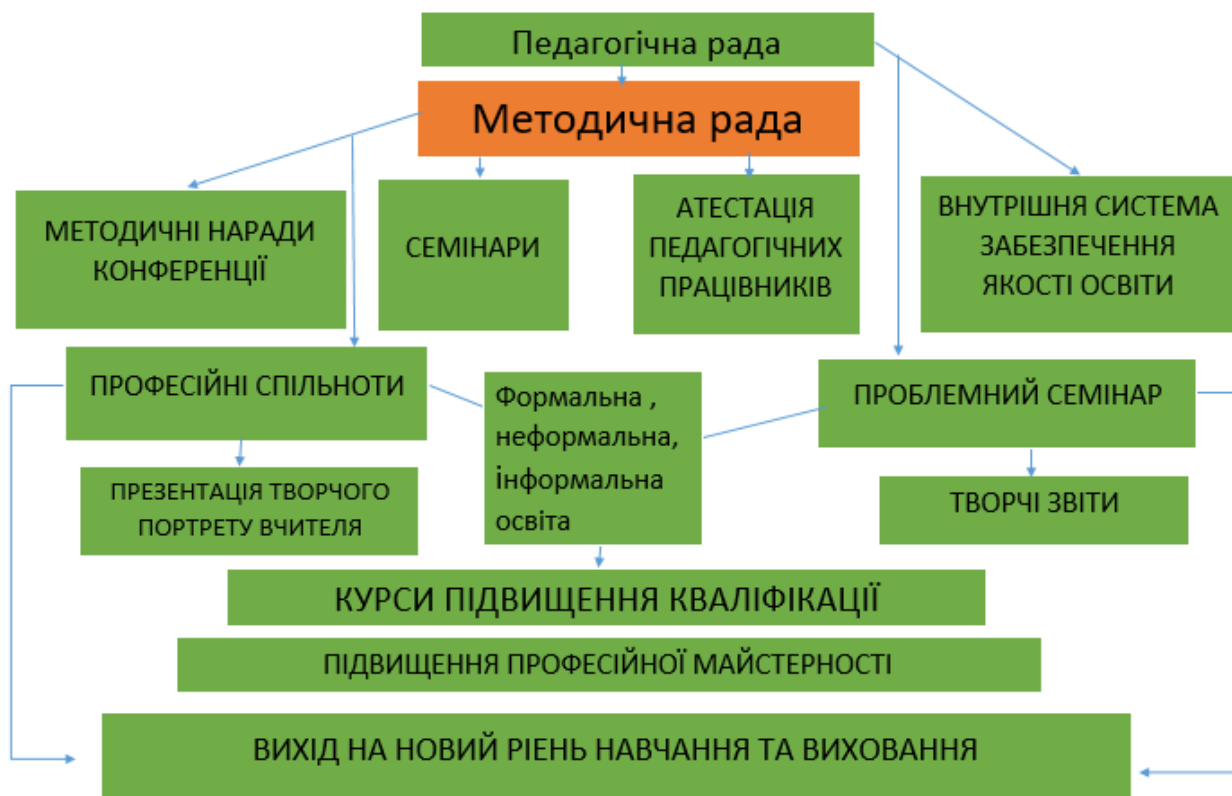 Педагогічна рада
Методична рада
МЕТОДИЧНІ НАРАДИ
КОНФЕРЕНЦІЇ
СЕМІНАРИ
АТЕСТАЦІЯ
ПЕДАГОГІЧНИХ
ПРАЦІВНИКІВ
ВНУТРІШНЯ СИСТЕМА
ЗАБЕЗПЕЧЕННЯ
ЯКОСТІ ОСВІТИ
ПРОФЕСІЙНІ СПІЛЬНОТИ
Формальна ,
неформальна,
інформальна
освіта
ПРОБЛЕМНИЙ СЕМІНАР
ПРЕЗЕНТАЦІЯ ТВОРЧОГО
ПОРТРЕТУ ВЧИТЕЛЯ
ТВОРЧІ ЗВІТИ
КУРСИ ПІДВИЩЕННЯ КВАЛІФІКАЦІЇ
ПІДВИЩЕННЯ ПРОФЕСІЙНОЇ МАЙСТЕРНОСТІ
ВИХІД НА НОВИЙ РІЕНЬ НАВЧАННЯ ТА ВИХОВАННЯ